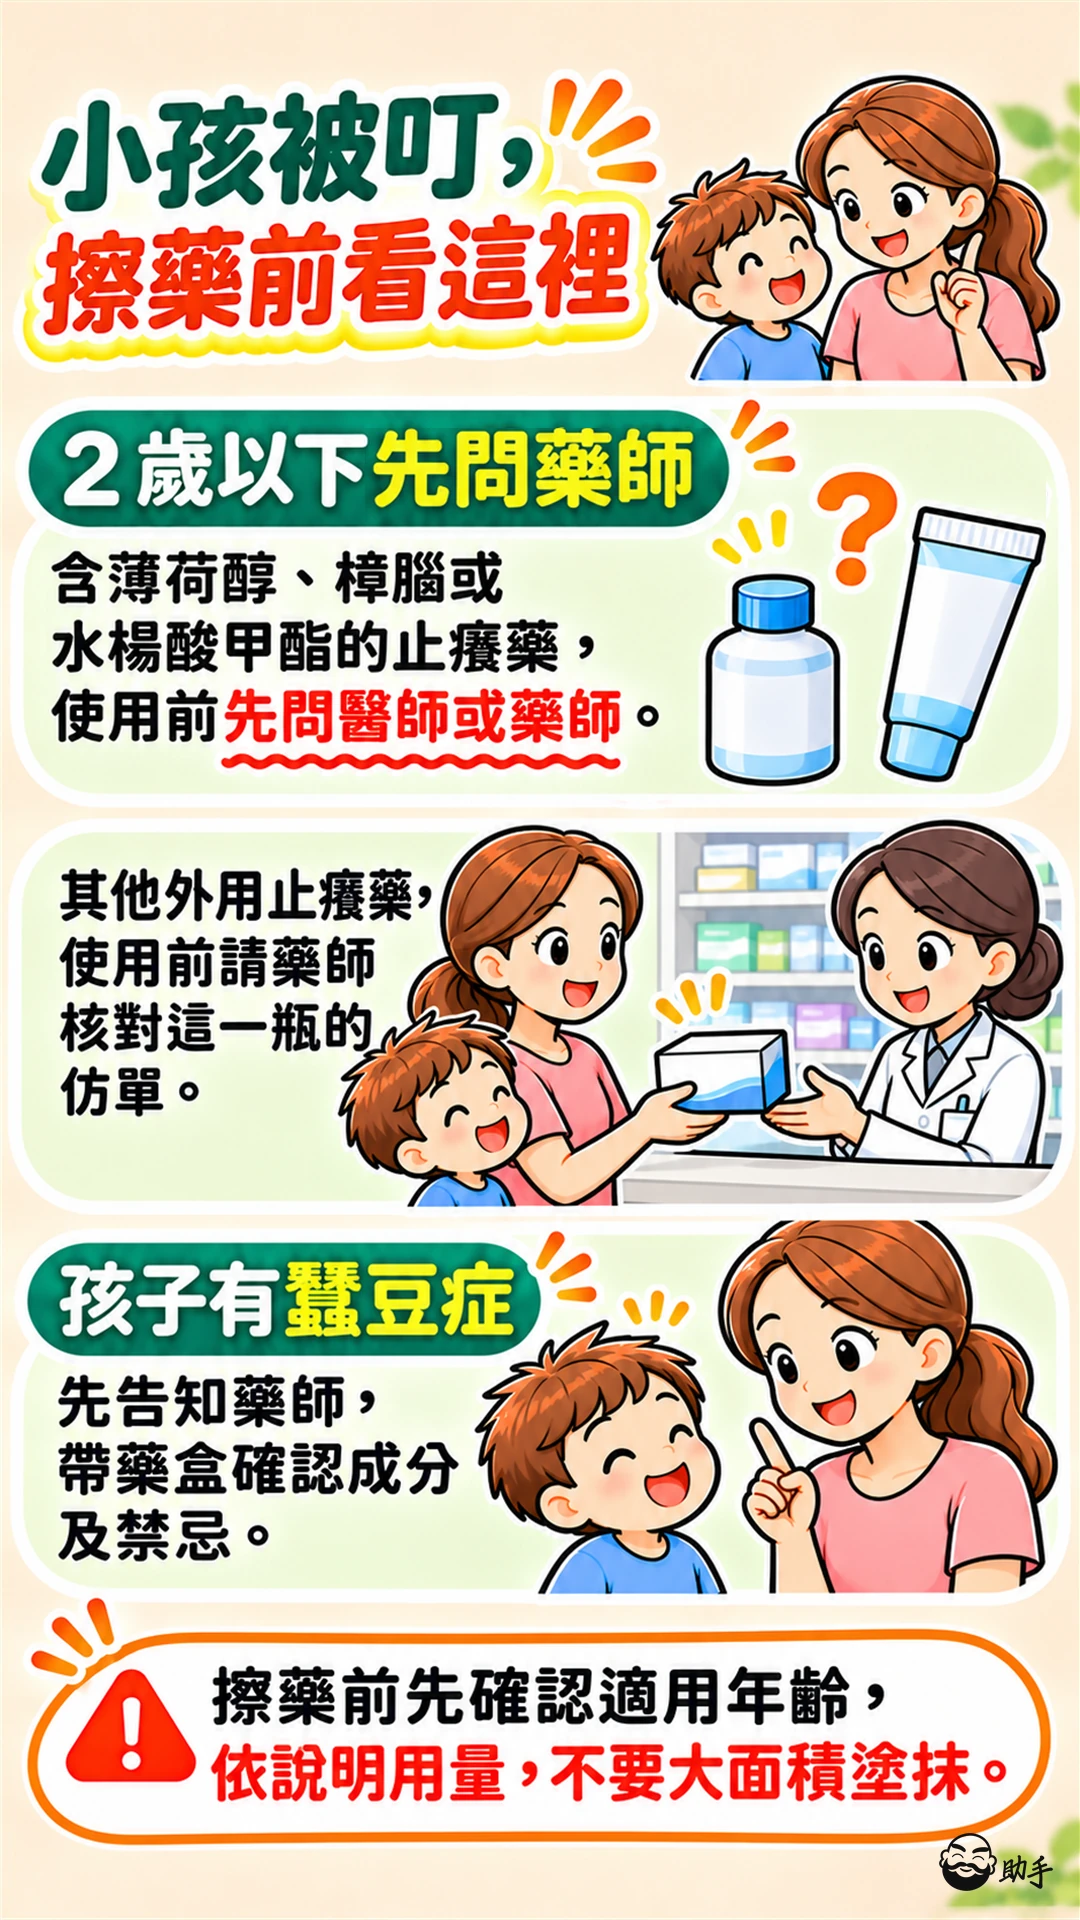 小孩被叮，
擦藥前看這裡
2歲以下先問藥師
含薄荷醇、樟腦或
水楊酸甲酯的止癢藥，
使用前先問醫師或藥師。
其他外用止癢藥，
使用前請藥師
核對這一瓶的
仿單。
孩子有蠶豆症
先告知藥師，
帶藥盒確認成分
及禁忌。
擦藥前先確認適用年齡，
依說明用量，不要大面積塗抹。
助手